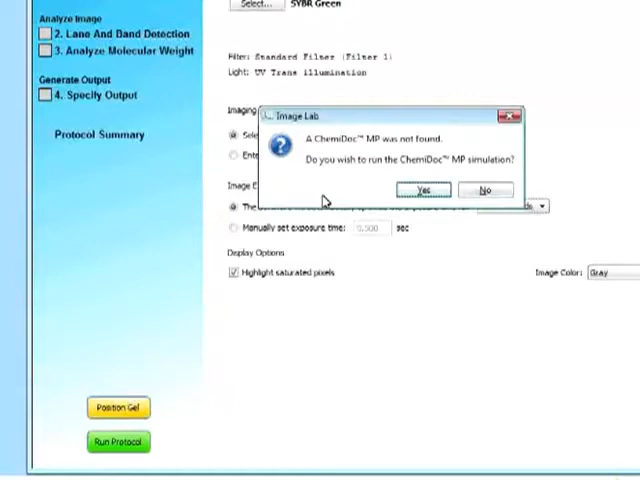 Select...
SYBR Green
Analyze Image
2. Lane And Band Detection
3. Analyze Molecular Weight
Generate Output
4. Specify Output
Protocol Summary
Filter: Standard Filter (Filter 1)
Light: UV Trans illumination
Imaging
Image Lab
A ChemiDoc™ MP was not found.
Do you wish to run the ChemiDoc™ MP simulation?
Yes
No
Image E
The
Manually set exposure time:
0.500
sec
Display Options
Highlight saturated pixels
Image Color:
Gray
Position Gel
Run Protocol